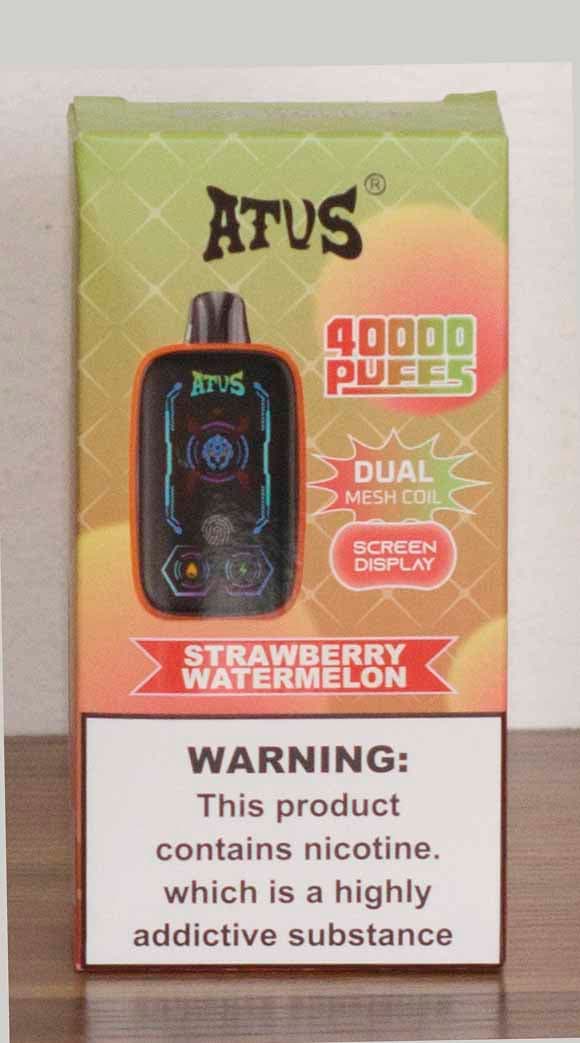 ATUS®
40000
PUFFS
ATUS
DUAL
MESH COIL
SCREEN
DISPLAY
STRAWBERRY
WATERMELON
WARNING:
This product
contains nicotine.
which is a highly
addictive substance